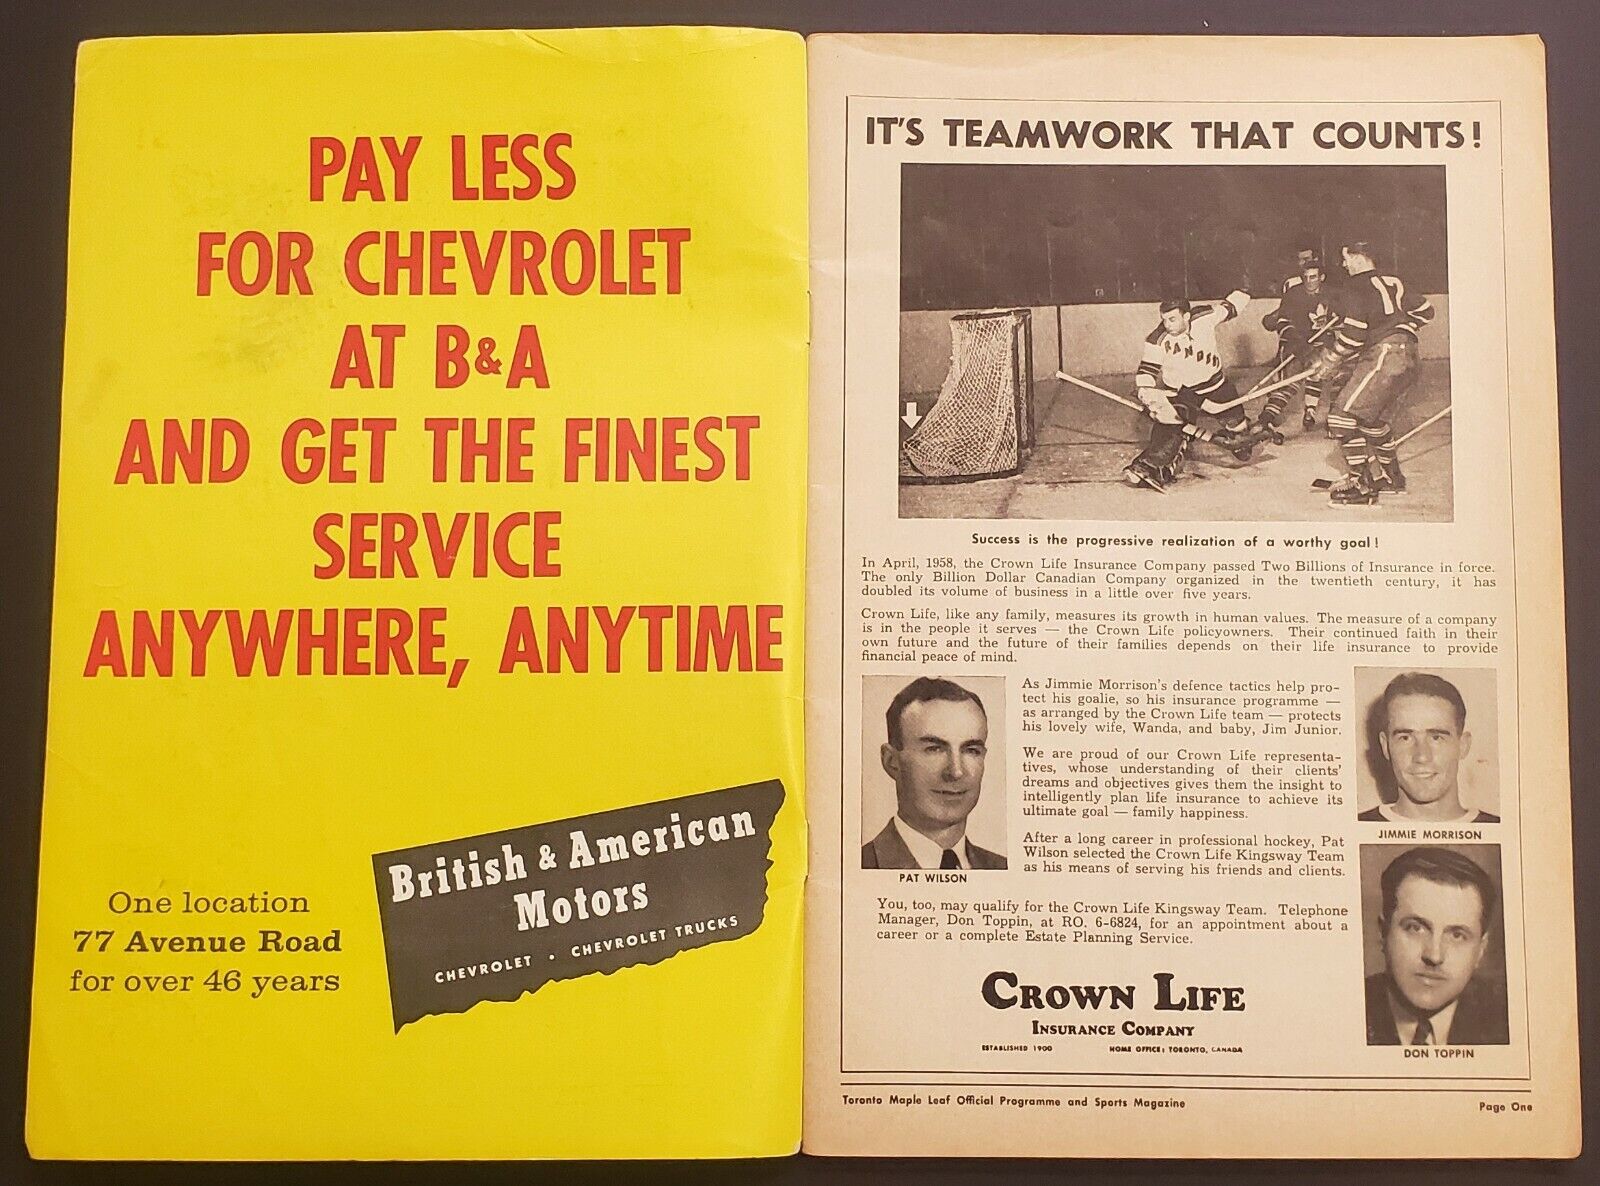 PAY LESS
FOR CHEVROLET
AT B&A
AND GET THE FINEST
SERVICE
ANYWHERE, ANYTIME
One location
77 Avenue Road
for over 46 years
British & American
Motors
CHEVROLET • CHEVROLET TRUCKS
IT'S TEAMWORK THAT COUNTS!
RANGERS
17
Success is the progressive realization of a worthy goal!
In April, 1958, the Crown Life Insurance Company passed Two Billions of Insurance in force.
The only Billion Dollar Canadian Company organized in the twentieth century, it has
doubled its volume of business in a little over five years.
Crown Life, like any family, measures its growth in human values. The measure of a company
is in the people it serves — the Crown Life policyowners. Their continued faith in their
own future and the future of their families depends on their life insurance to provide
financial peace of mind.
As Jimmie Morrison's defence tactics help pro-
tect his goalie, so his insurance programme —
as arranged by the Crown Life team — protects
his lovely wife, Wanda, and baby, Jim Junior.
We are proud of our Crown Life representa-
tives, whose understanding of their clients'
dreams and objectives gives them the insight to
intelligently plan life insurance to achieve its
ultimate goal — family happiness.
After a long career in professional hockey, Pat
Wilson selected the Crown Life Kingsway Team
as his means of serving his friends and clients.
PAT WILSON
JIMMIE MORRISON
You, too, may qualify for the Crown Life Kingsway Team. Telephone
Manager, Don Toppin, at RO. 6-6824, for an appointment about a
career or a complete Estate Planning Service.
CROWN LIFE
INSURANCE COMPANY
ESTABLISHED 1900 HOME OFFICE: TORONTO, CANADA
DON TOPPIN
Toronto Maple Leaf Official Programme and Sports Magazine
Page One